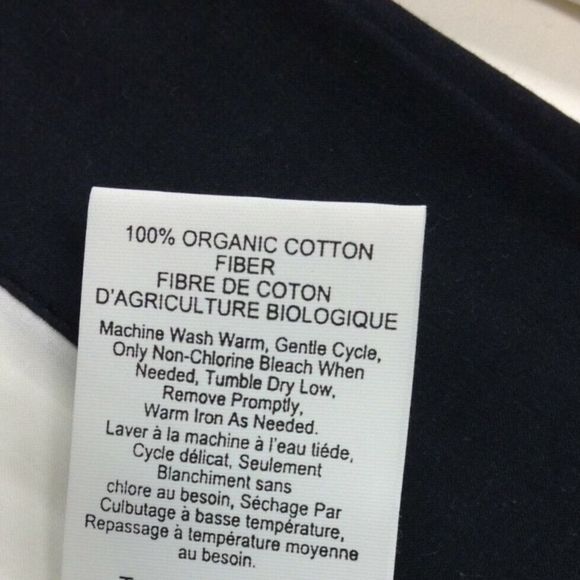 100% ORGANIC COTTON
FIBER
FIBRE DE COTON
D'AGRICULTURE BIOLOGIQUE
Machine Wash Warm, Gentle Cycle,
Only Non-Chlorine Bleach When
Needed, Tumble Dry Low,
Remove Promptly,
Warm Iron As Needed.
Laver à la machine à l'eau tiéde,
Cycle délicat, Seulement
Blanchiment sans
chlore au besoin, Séchage Par
Culbutage à basse température,
Repassage à température moyenne
au besoin.